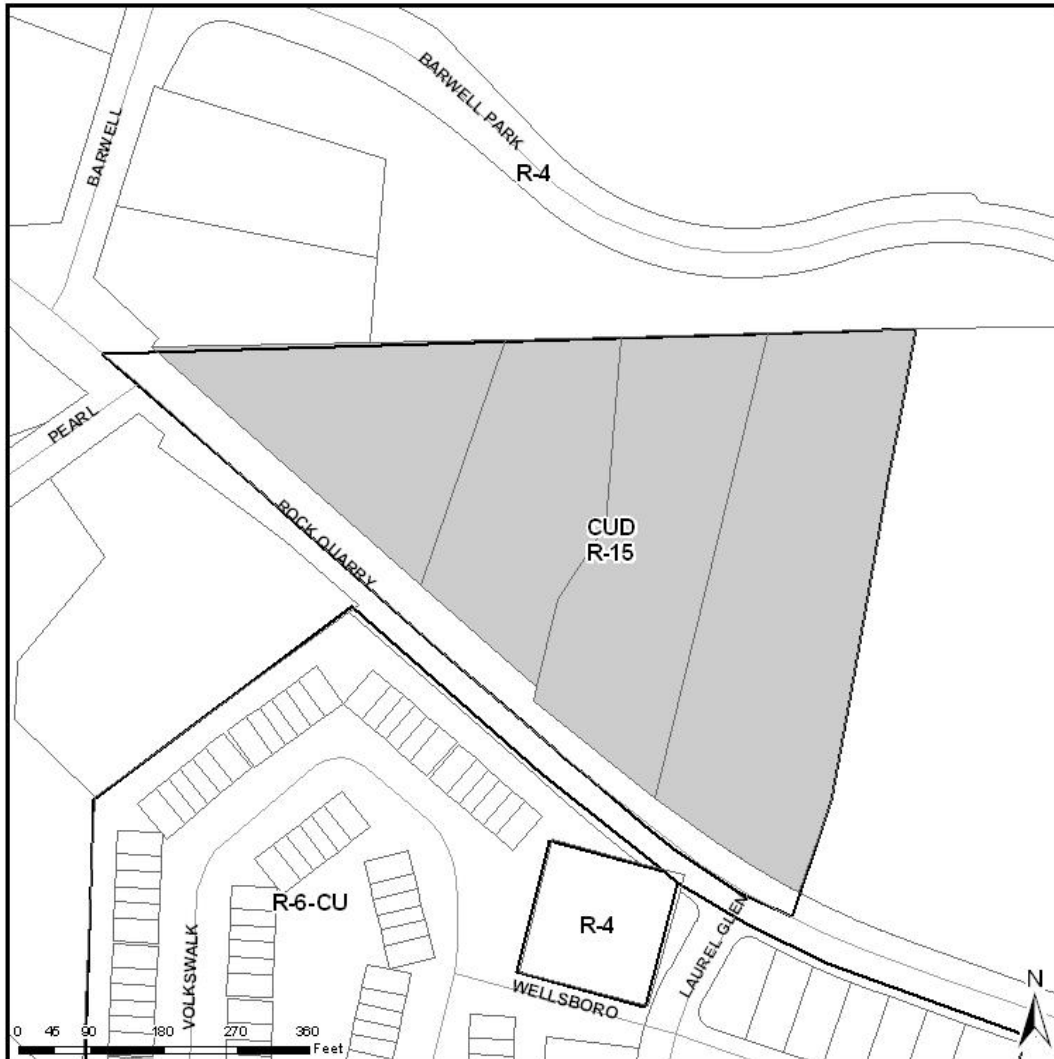 BARWELL PARK
BARWELL
R-4
PEARL
ROCK QUARRY
CUD
R-15
R-6-CU
R-4
VOLKSWALK
WELLSBORO
LAUREL GLEN
N
0 45 90 180 270 360
Feet